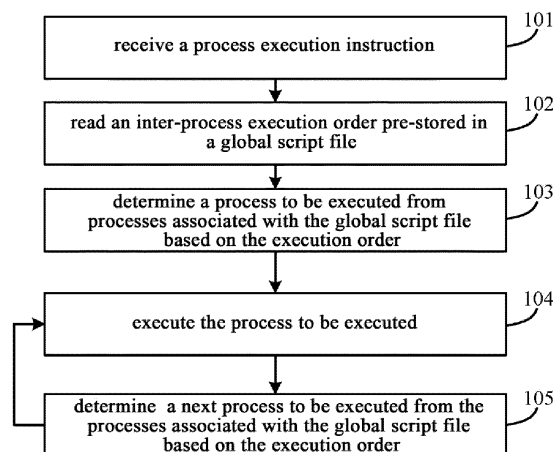 101
receive a process execution instruction
102
read an inter-process execution order pre-stored in
a global script file
103
determine a process to be executed from
processes associated with the global script file
based on the execution order
104
execute the process to be executed
105
determine a next process to be executed from the
processes associated with the global script file
based on the execution order